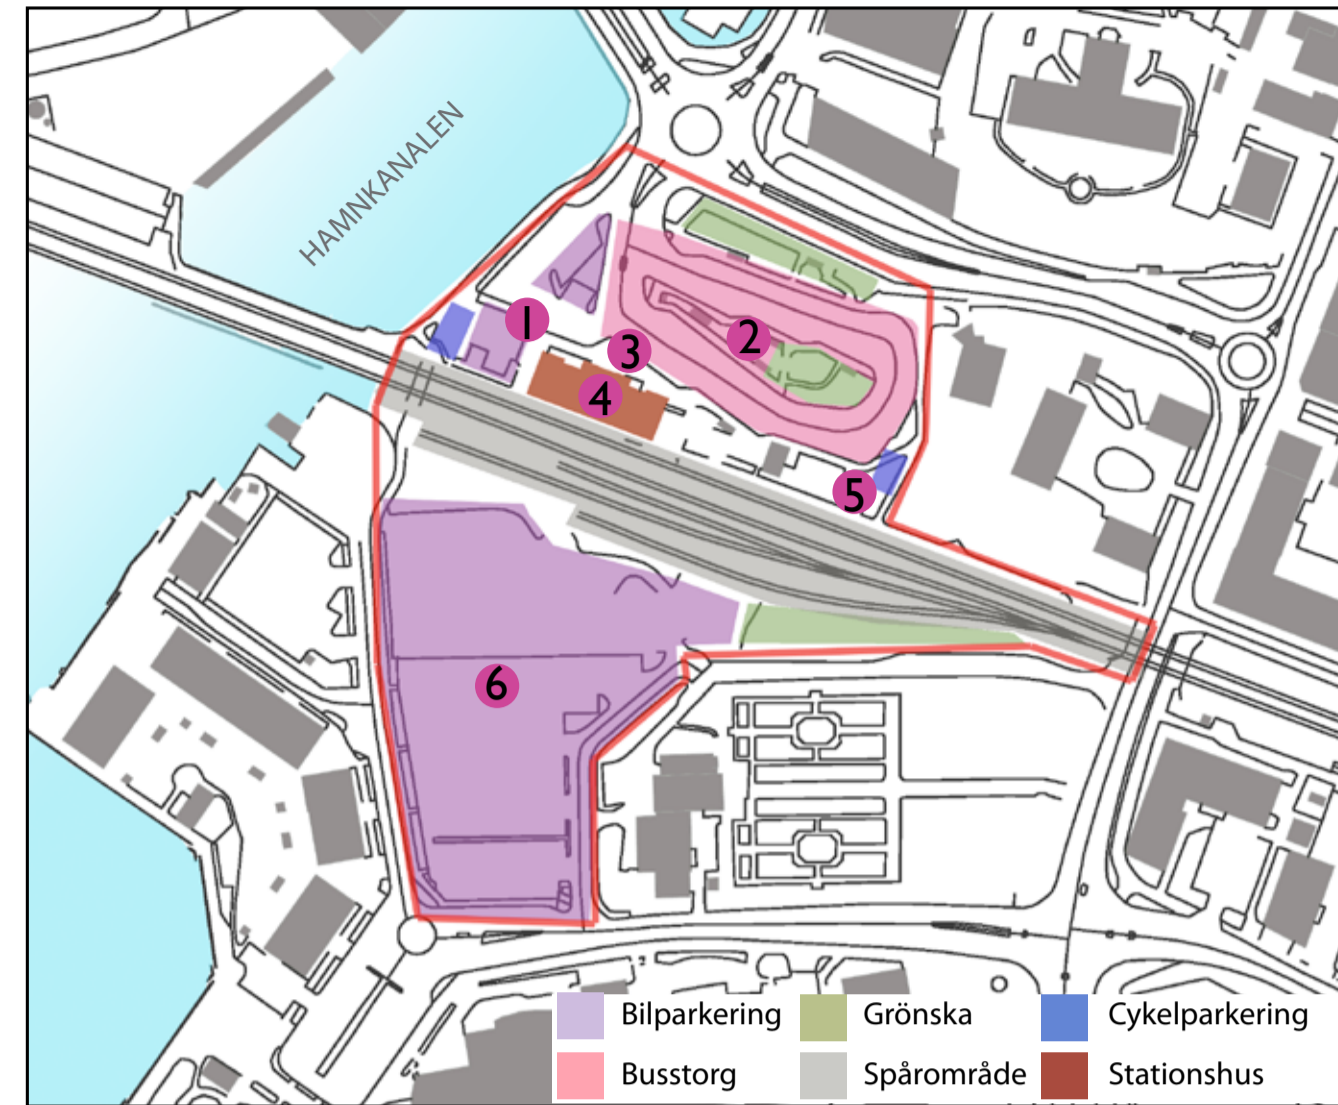 HAMNKANALEN
1
2
3
4
5
6
Bilparkering
Grönska
Cykelparkering
Busstorg
Spårområde
Stationshus